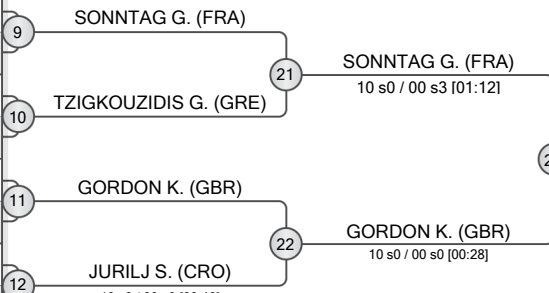 SONNTAG G. (FRA)
9
21
SONNTAG G. (FRA)
10 s0 / 00 s3 [01:12]
TZIGKOUZIDIS G. (GRE)
10
GORDON K. (GBR)
11
22
GORDON K. (GBR)
10 s0 / 00 s0 [00:28]
JURILJ S. (CRO)
12